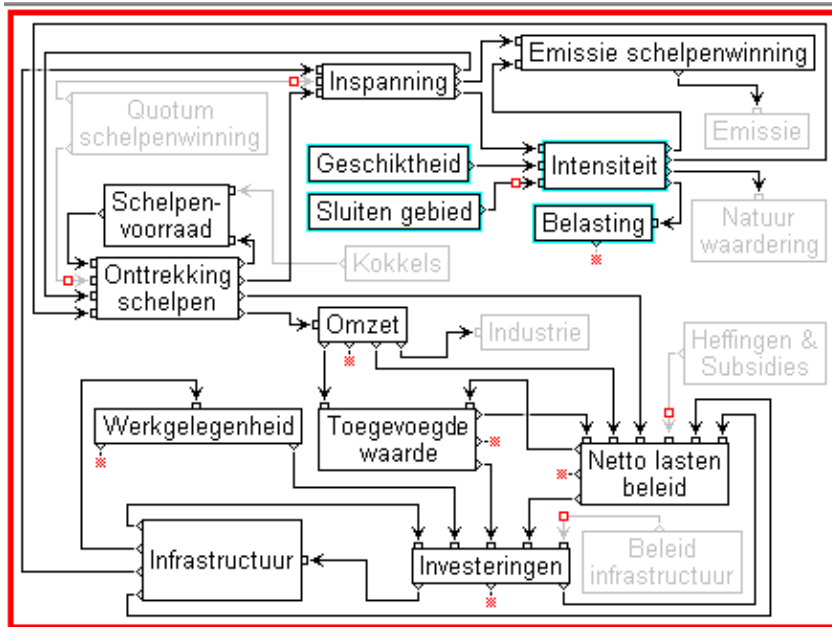 Inspanning
Emissie schelpenwinning
Quotum
schelpenwinning
Emissie
Geschiktheid
Intensiteit
Schelpen-
voorraad
Sluiten gebied
Belasting
Natuur
waardering
Kokkels
Onttrekking
schelpen
Omzet
Industrie
Heffingen &
Subsidies
Werkgelegenheid
Toegevoegde
waarde
Netto lasten
beleid
Infrastructuur
Investeringen
Beleid
infrastructuur